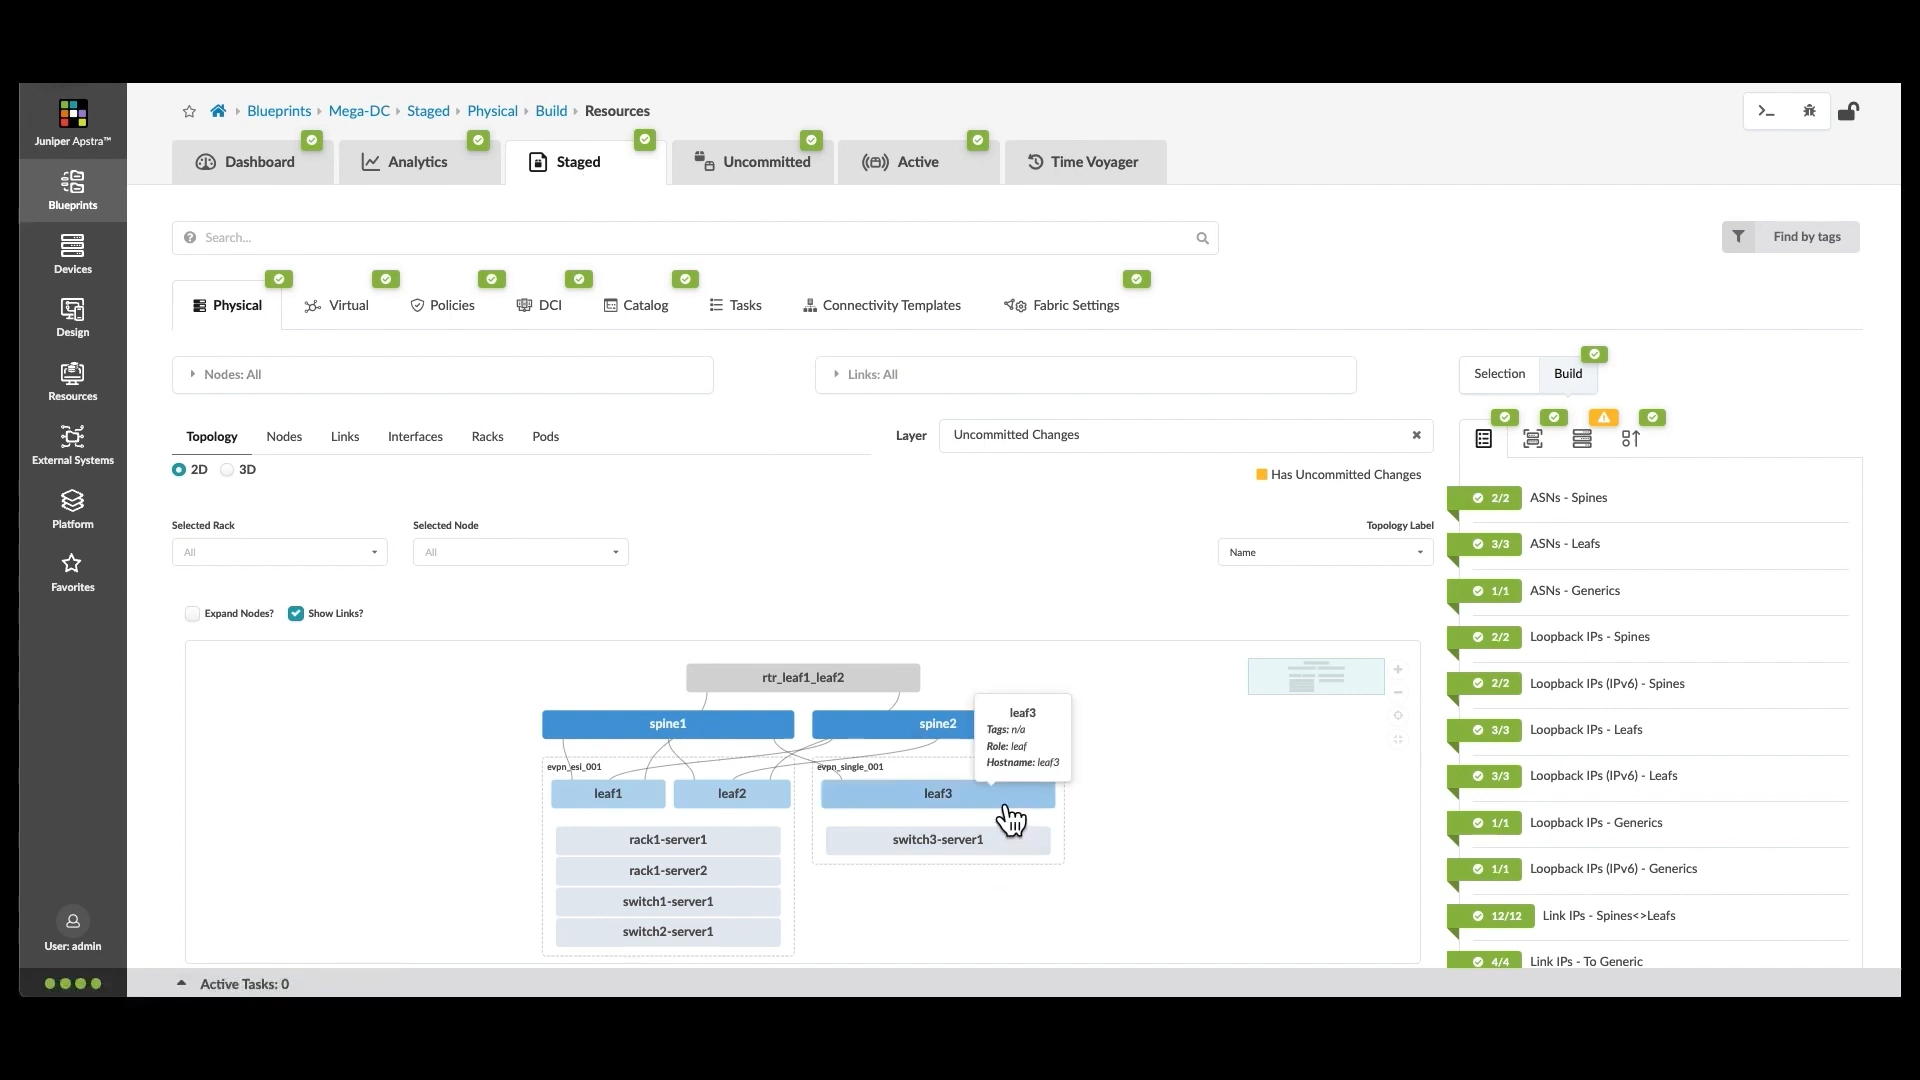 Juniper Apstra™
Blueprints
Devices
Design
Resources
External Systems
Platform
Favorites
User: admin
Blueprints
Mega-DC
Staged
Physical
Build
Resources
Dashboard
Analytics
Staged
Uncommitted
Active
Time Voyager
Search...
Find by tags
Physical
Virtual
Policies
DCI
Catalog
Tasks
Connectivity Templates
Fabric Settings
Nodes: All
Links: All
Selection
Build
Topology
Nodes
Links
Interfaces
Racks
Pods
Layer
Uncommitted Changes
2D
3D
Has Uncommitted Changes
Selected Rack
All
Selected Node
All
Topology Label
Name
Expand Nodes?
Show Links?
rtr_leaf1_leaf2
spine1
spine2
leaf3
Tags: n/a
Role: leaf
Hostname: leaf3
evpn_esi_001
evpn_single_001
leaf1
leaf2
leaf3
rack1-server1
rack1-server2
switch1-server1
switch2-server1
switch3-server1
2/2 ASNs - Spines
3/3 ASNs - Leafs
1/1 ASNs - Generics
2/2 Loopback IPs - Spines
2/2 Loopback IPs (IPv6) - Spines
3/3 Loopback IPs - Leafs
3/3 Loopback IPs (IPv6) - Leafs
1/1 Loopback IPs - Generics
1/1 Loopback IPs (IPv6) - Generics
12/12 Link IPs - Spines<>Leafs
4/4 Link IPs - To Generic
Active Tasks: 0